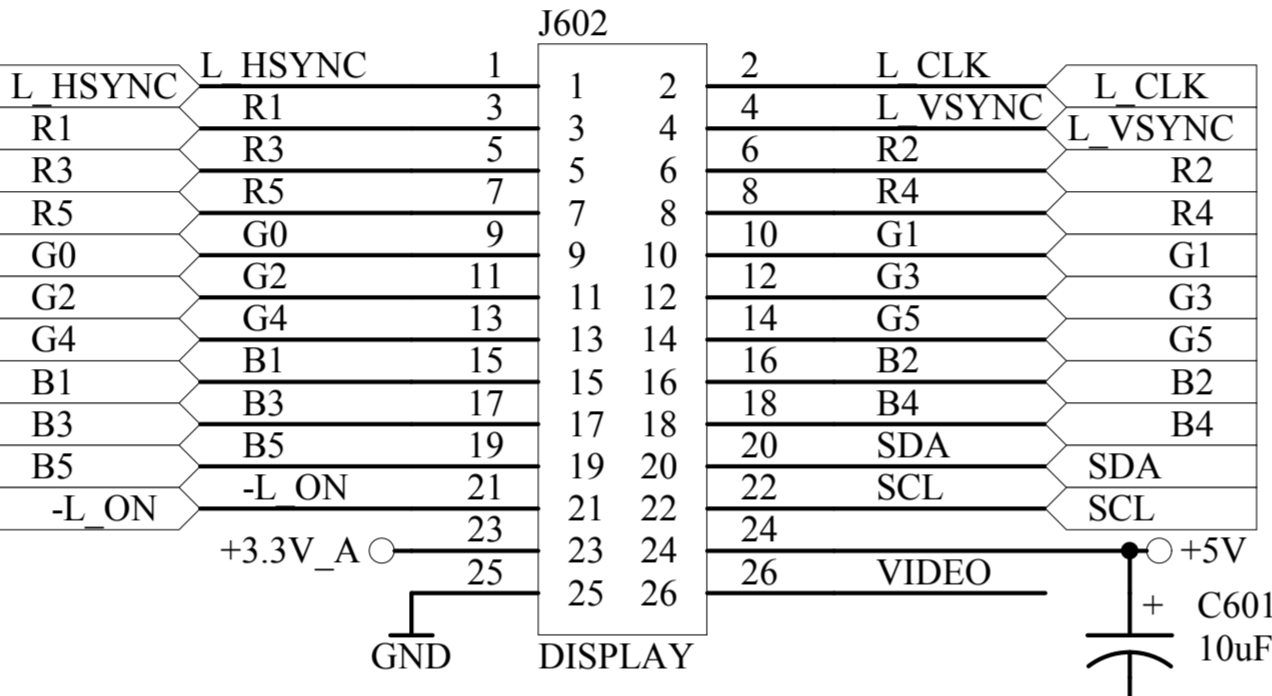 J602
L_HSYNC L_HSYNC 1 1 2 2 L_CLK L_CLK
R1 R1 3 3 4 4 L_VSYNC L_VSYNC
R3 R3 5 5 6 6 R2 R2
R5 R5 7 7 8 8 R4 R4
G0 G0 9 9 10 10 G1 G1
G2 G2 11 11 12 12 G3 G3
G4 G4 13 13 14 14 G5 G5
B1 B1 15 15 16 16 B2 B2
B3 B3 17 17 18 18 B4 B4
B5 B5 19 19 20 20 SDA SDA
-L_ON -L_ON 21 21 22 22 SCL SCL
+3.3V_A 23 23 24 24 +5V
25 25 26 26 VIDEO
+ C601
10uF
GND DISPLAY